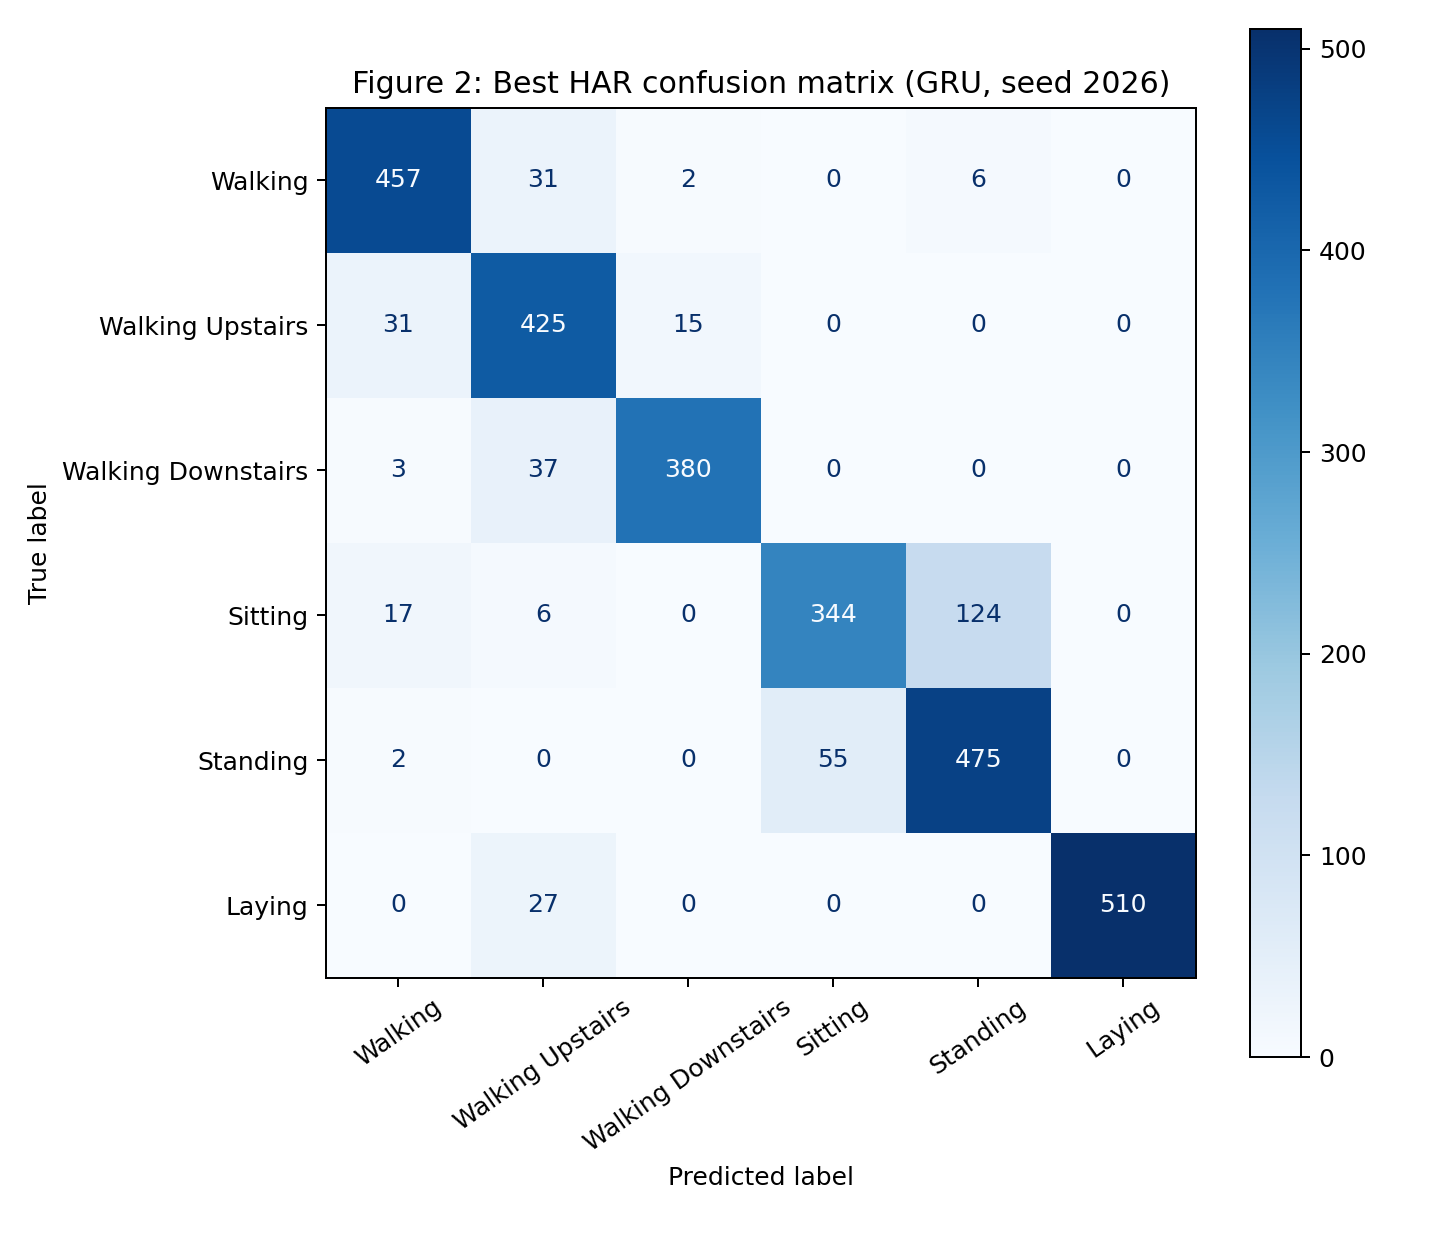 Figure 2: Best HAR confusion matrix (GRU, seed 2026)
True label
Walking 457 31 2 0 6 0
Walking Upstairs 31 425 15 0 0 0
Walking Downstairs 3 37 380 0 0 0
Sitting 17 6 0 344 124 0
Standing 2 0 0 55 475 0
Laying 0 27 0 0 0 510
Walking Walking Upstairs Walking Downstairs Sitting Standing Laying
Predicted label
500
400
300
200
100
0